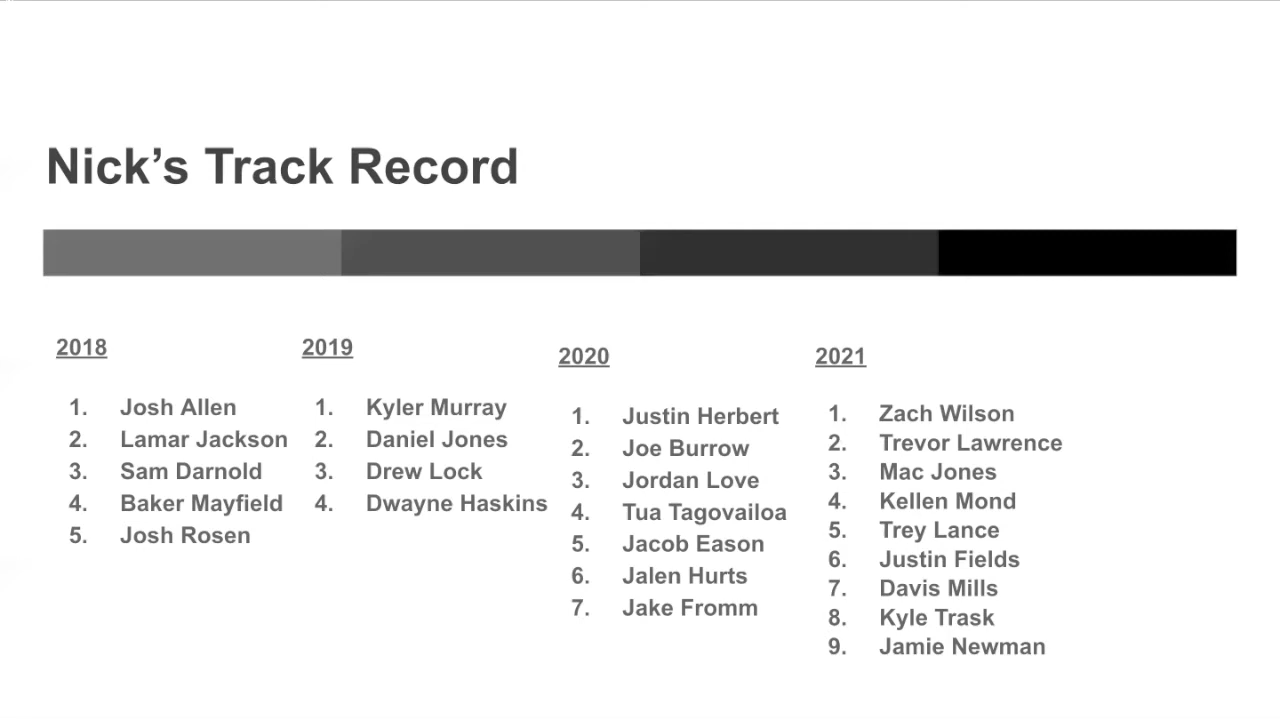 Nick's Track Record
2018
1. Josh Allen
2. Lamar Jackson
3. Sam Darnold
4. Baker Mayfield
5. Josh Rosen
2019
1. Kyler Murray
2. Daniel Jones
3. Drew Lock
4. Dwayne Haskins
2020
1. Justin Herbert
2. Joe Burrow
3. Jordan Love
4. Tua Tagovailoa
5. Jacob Eason
6. Jalen Hurts
7. Jake Fromm
2021
1. Zach Wilson
2. Trevor Lawrence
3. Mac Jones
4. Kellen Mond
5. Trey Lance
6. Justin Fields
7. Davis Mills
8. Kyle Trask
9. Jamie Newman